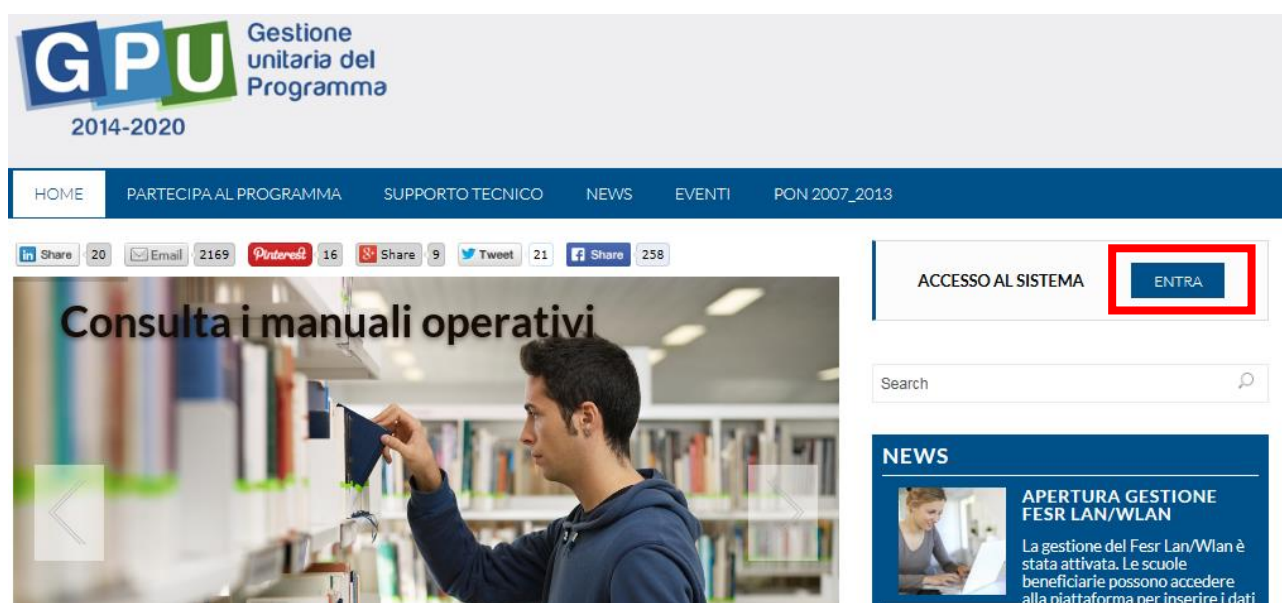 GPU
Gestione
unitaria del
Programma
2014-2020
HOME PARTECIPA AL PROGRAMMA SUPPORTO TECNICO NEWS EVENTI PON 2007_2013
in Share 20 Email 2169 Pinterest 16 8+ Share 9 Tweet 21 f Share 258
ACCESSO AL SISTEMA ENTRA
Consulta i manuali operativi
Search
NEWS
APERTURA GESTIONE
FESR LAN/WLAN
La gestione del Fesr Lan/Wlan è
stata attivata. Le scuole
beneficiarie possono accedere
alla piattaforma per inserire i dati